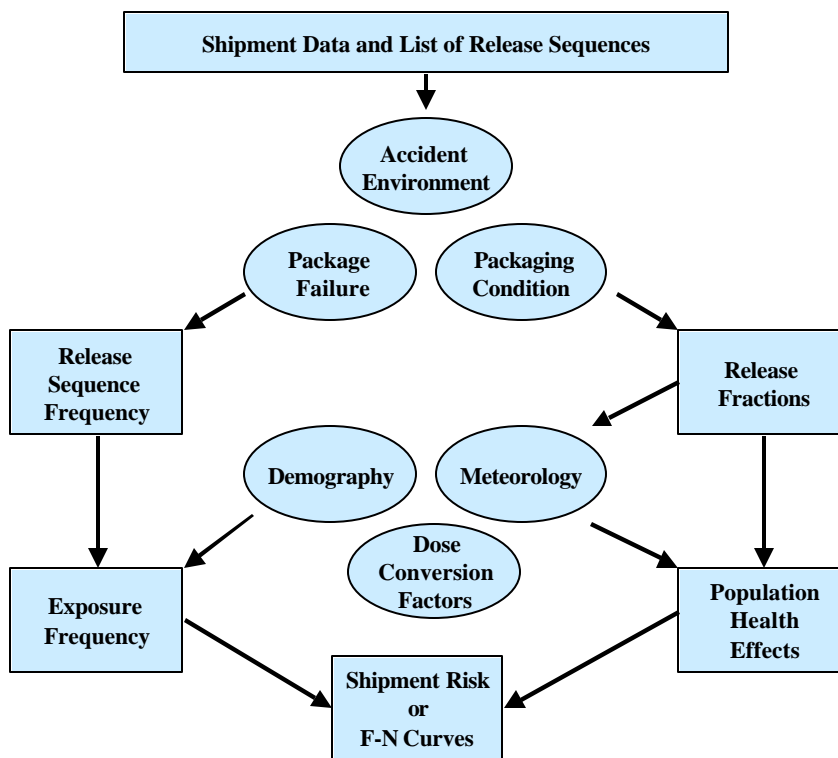 Shipment Data and List of Release Sequences
Accident
Environment
Package
Failure
Packaging
Condition
Release
Sequence
Frequency
Release
Fractions
Demography
Meteorology
Dose
Conversion
Factors
Exposure
Frequency
Population
Health
Effects
Shipment Risk
or
F-N Curves